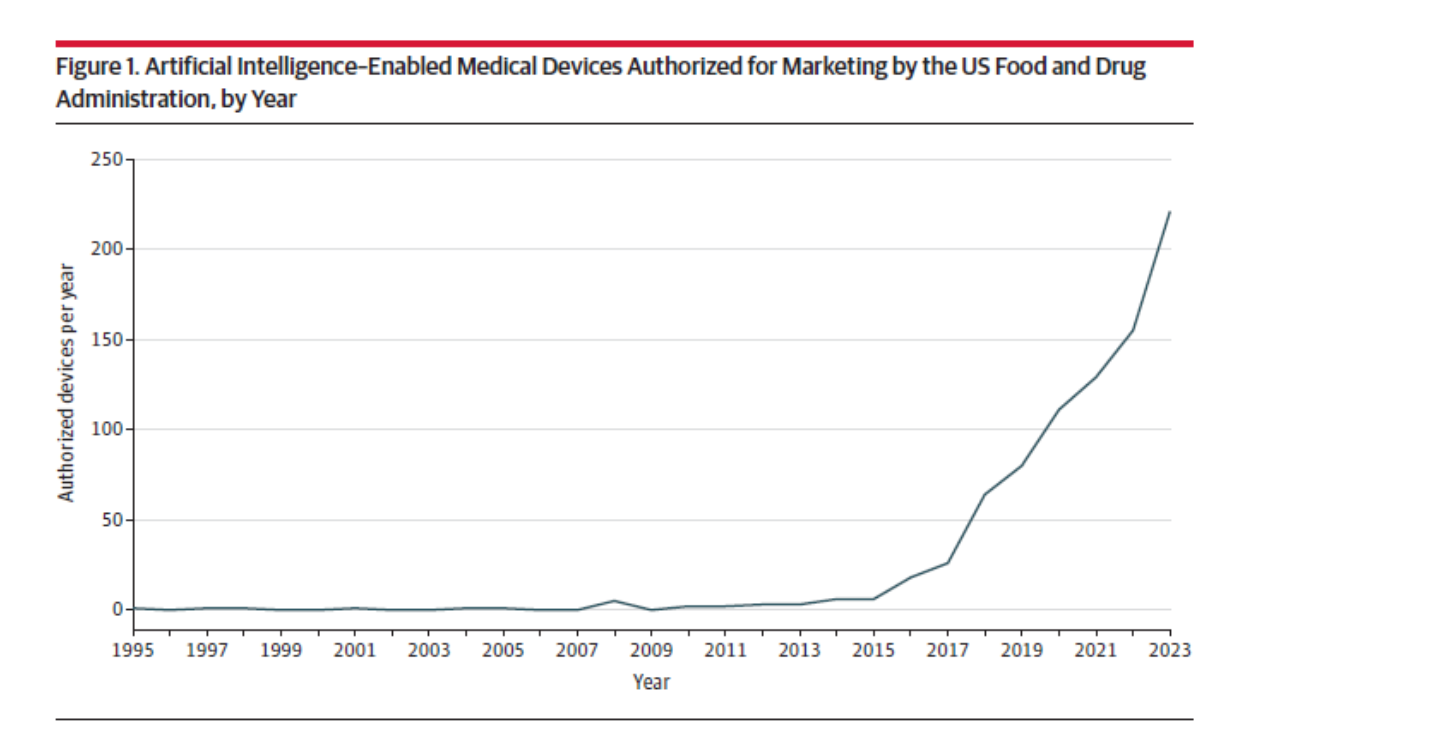 Figure 1. Artificial Intelligence–Enabled Medical Devices Authorized for Marketing by the US Food and Drug
Administration, by Year
250
200
150
100
50
0
Authorized devices per year
1995 1997 1999 2001 2003 2005 2007 2009 2011 2013 2015 2017 2019 2021 2023
Year